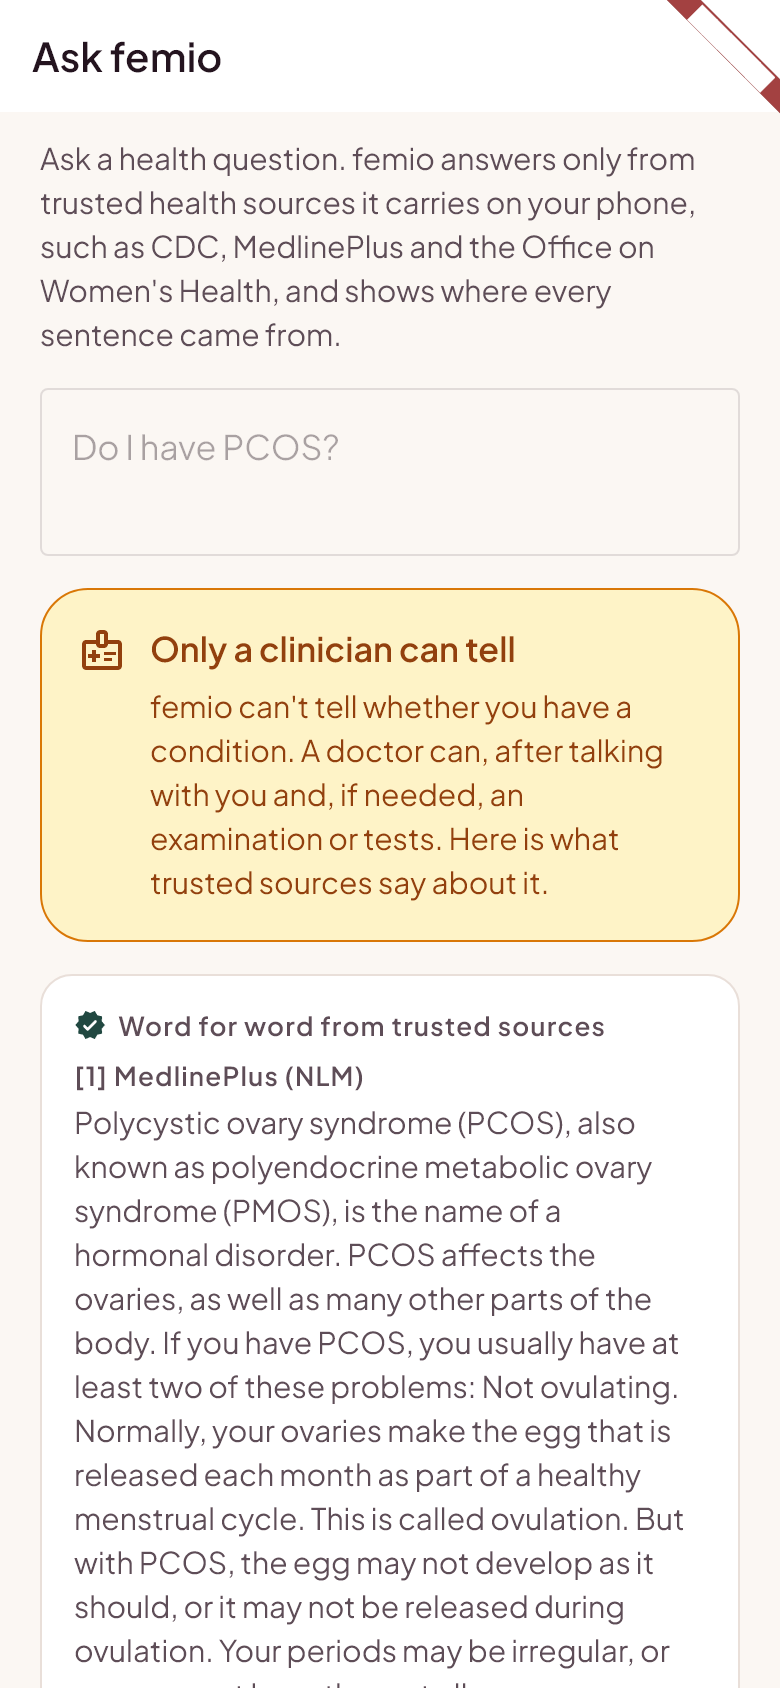 Ask femio
Ask a health question. femio answers only from
trusted health sources it carries on your phone,
such as CDC, MedlinePlus and the Office on
Women's Health, and shows where every
sentence came from.
Do I have PCOS?
Only a clinician can tell
femio can't tell whether you have a
condition. A doctor can, after talking
with you and, if needed, an
examination or tests. Here is what
trusted sources say about it.
Word for word from trusted sources
[1] MedlinePlus (NLM)
Polycystic ovary syndrome (PCOS), also
known as polyendocrine metabolic ovary
syndrome (PMOS), is the name of a
hormonal disorder. PCOS affects the
ovaries, as well as many other parts of the
body. If you have PCOS, you usually have at
least two of these problems: Not ovulating.
Normally, your ovaries make the egg that is
released each month as part of a healthy
menstrual cycle. This is called ovulation. But
with PCOS, the egg may not develop as it
should, or it may not be released during
ovulation. Your periods may be irregular, or